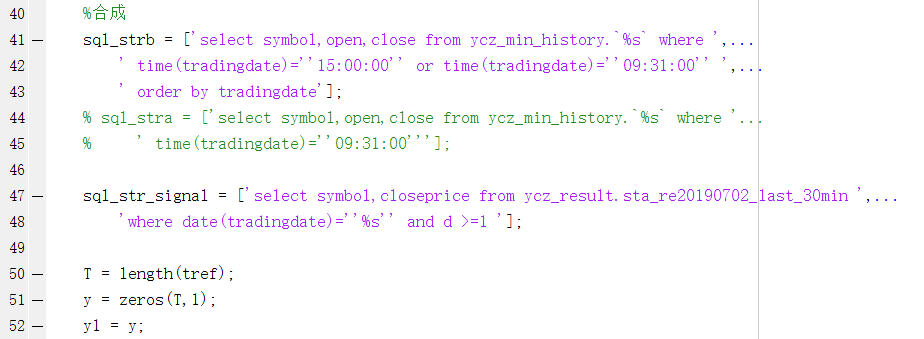 40 %合成
41 — sql_strb = ['select symbol,open,close from ycz_min_history.`%s` where ',...
42 ' time(tradingdate)=''15:00:00'' or time(tradingdate)=''09:31:00'' ',...
43 ' order by tradingdate'];
44 % sql_stra = ['select symbol,open,close from ycz_min_history.`%s` where '...
45 % ' time(tradingdate)=''09:31:00'''];
46
47 — sql_str_signal = ['select symbol,closeprice from ycz_result.sta_re20190702_last_30min ',...
48 'where date(tradingdate)=''%s'' and d >=1 '];
49
50 — T = length(tref);
51 — y = zeros(T,1);
52 — y1 = y;